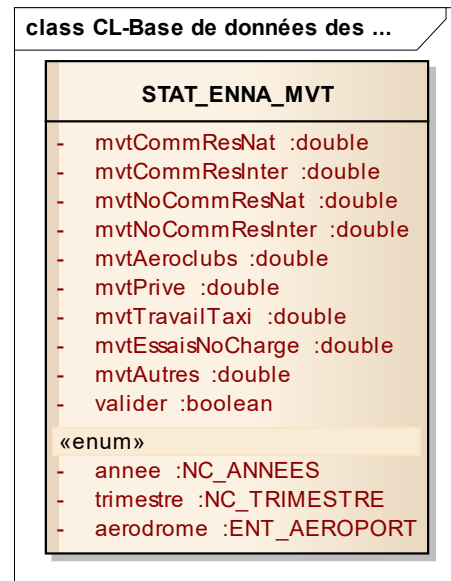 class CL-Base de données des ...
STAT_ENNA_MVT
- mvtCommResNat :double
- mvtCommResInter :double
- mvtNoCommResNat :double
- mvtNoCommResInter :double
- mvtAeroclubs :double
- mvtPrive :double
- mvtTravailTaxi :double
- mvtEssaisNoCharge :double
- mvtAutres :double
- valider :boolean
«enum»
- annee :NC_ANNEES
- trimestre :NC_TRIMESTRE
- aerodrome :ENT_AEROPORT